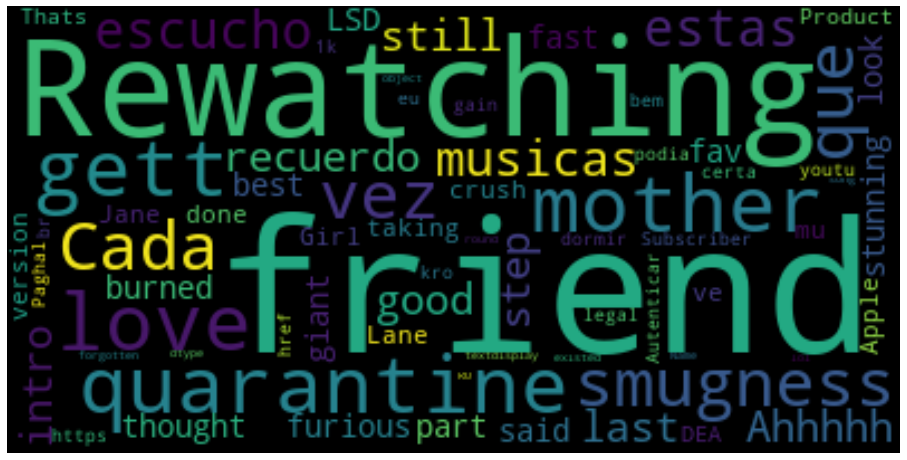 Thats
escucho
LSD
still
fast
estas
Product
1k
Rewatching
object
eu
gain
bem
que
look
gett
recuerdo
musicas
podia
fav
certa
youtu
stunning
best
vez
crush
mother
Jane
done
version
br
Paghal
Cada
Girl
taking
round
dormir
Subscriber
mu
friend
burned
love
intro
href
giant
good
kro
Lane
step
legal
Autenticar
ve
Apple
forgotten
dtype
textdisplay
existed
Name
quarantine
smugness
https
thought
furious
part
said
last
DEA
Ahhhhh